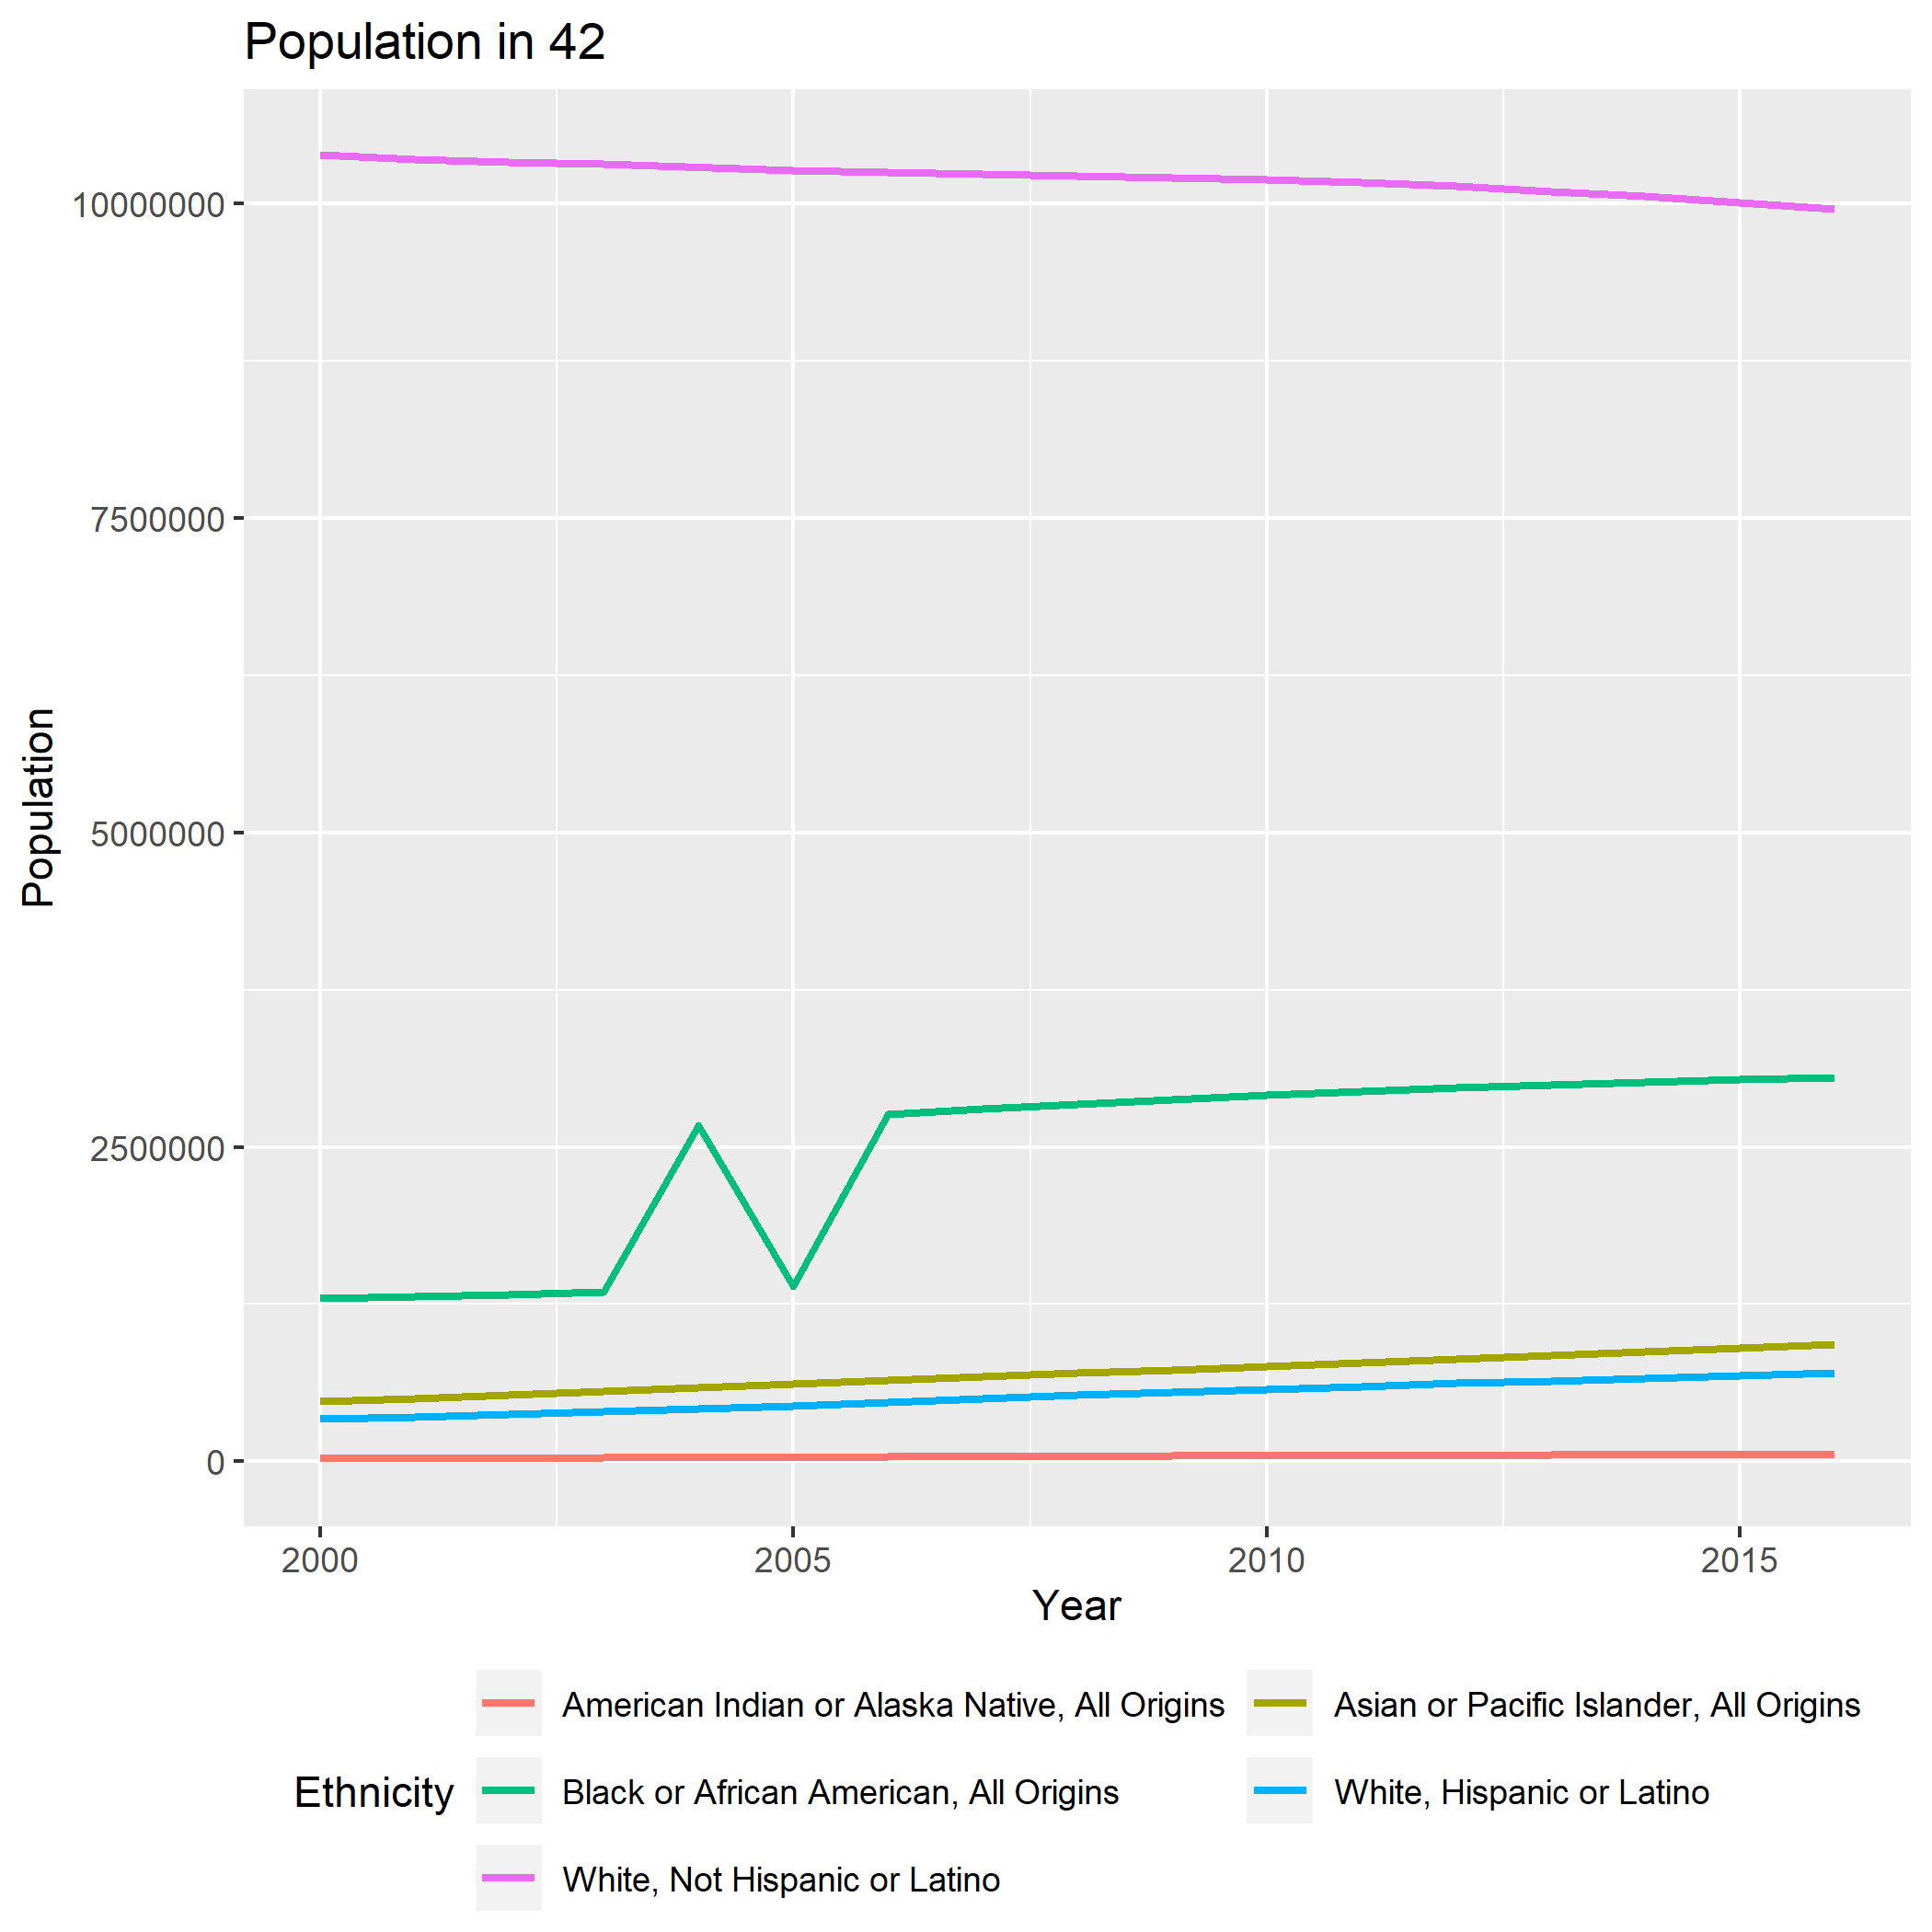 Population in 42
Population
10000000
7500000
5000000
2500000
0
2000 2005 2010 2015
Year
Ethnicity
American Indian or Alaska Native, All Origins
Asian or Pacific Islander, All Origins
Black or African American, All Origins
White, Hispanic or Latino
White, Not Hispanic or Latino